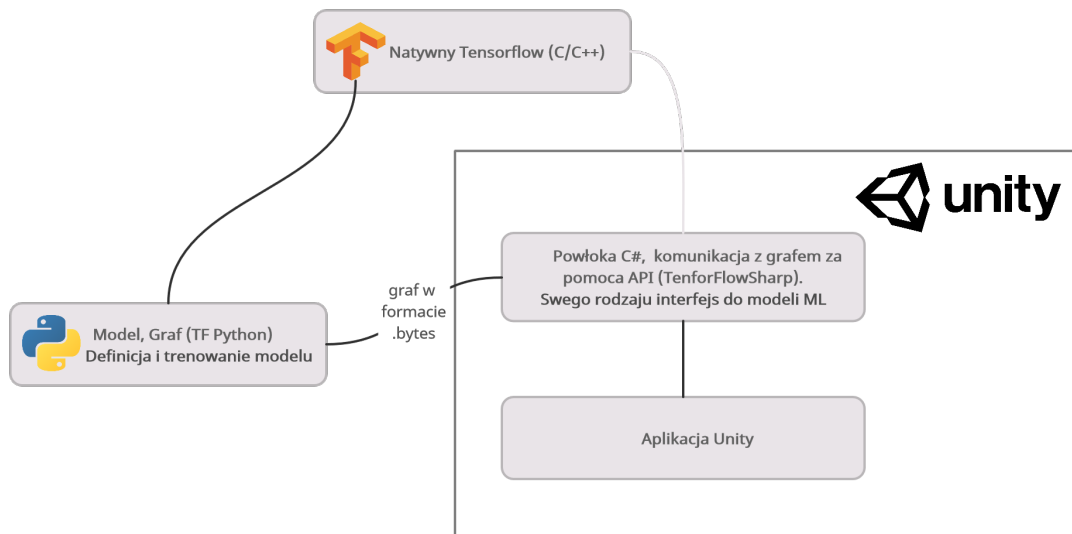 Natywny Tensorflow (C/C++)
unity
Powłoka C#, komunikacja z grafem za
pomoca API (TenforFlowSharp).
Swego rodzaju interfejs do modeli ML
graf w
formacie
.bytes
Model, Graf (TF Python)
Definicja i trenowanie modelu
Aplikacja Unity